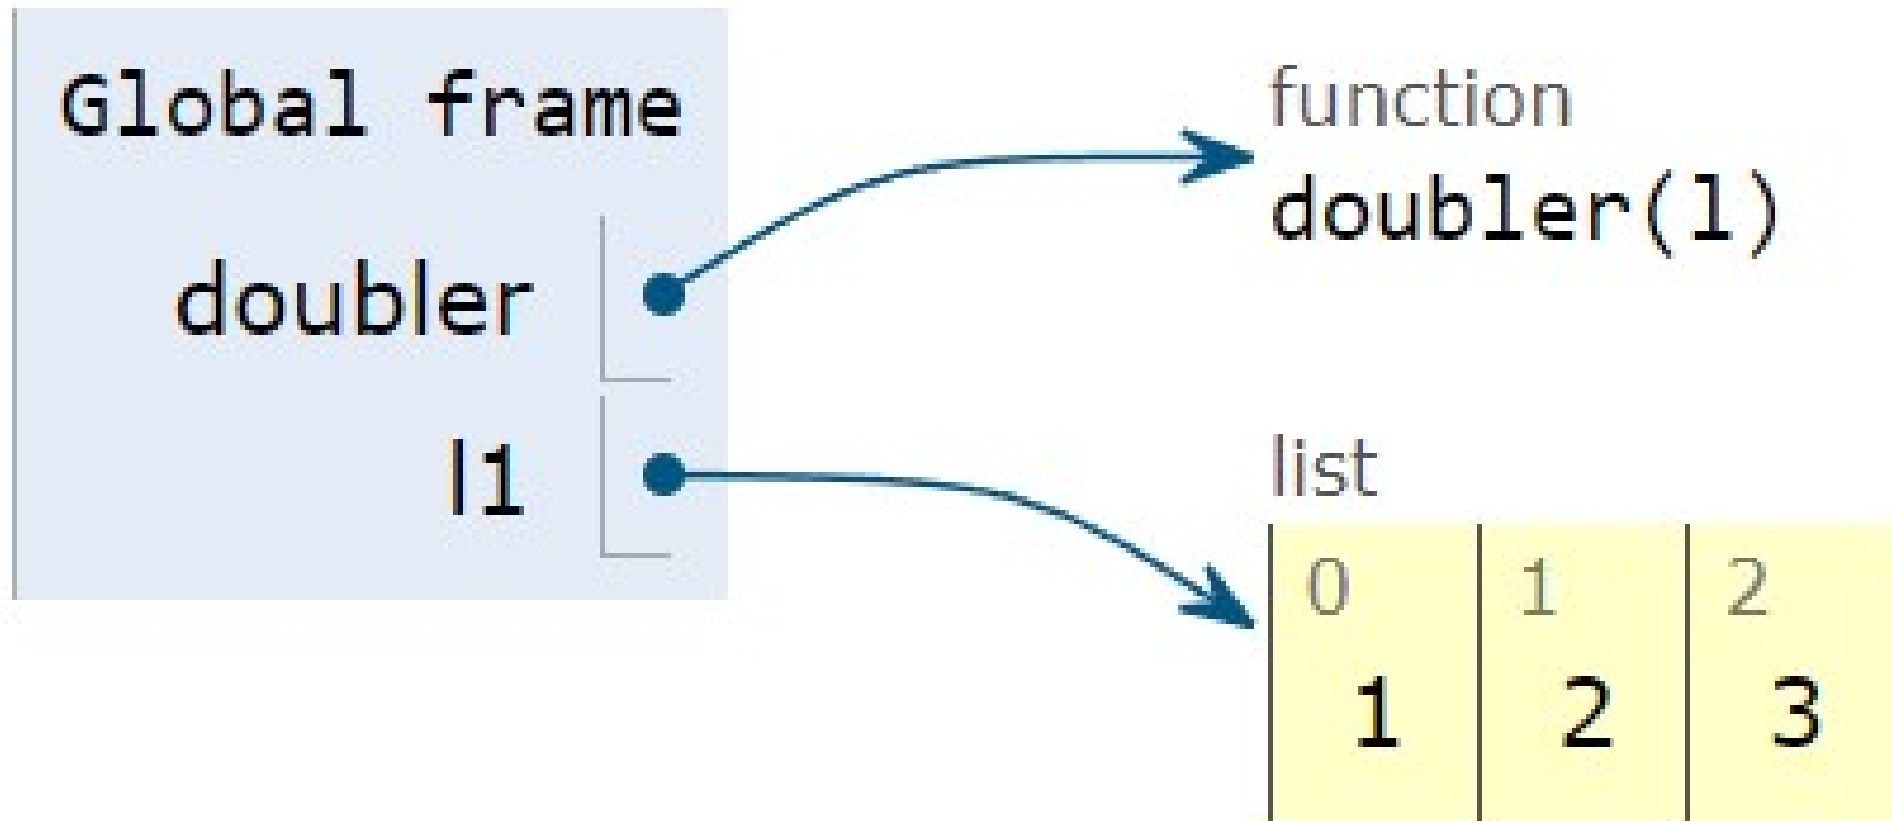 Global frame
doubler
l1
function
doubler(l)
list
0 1 2
1 2 3